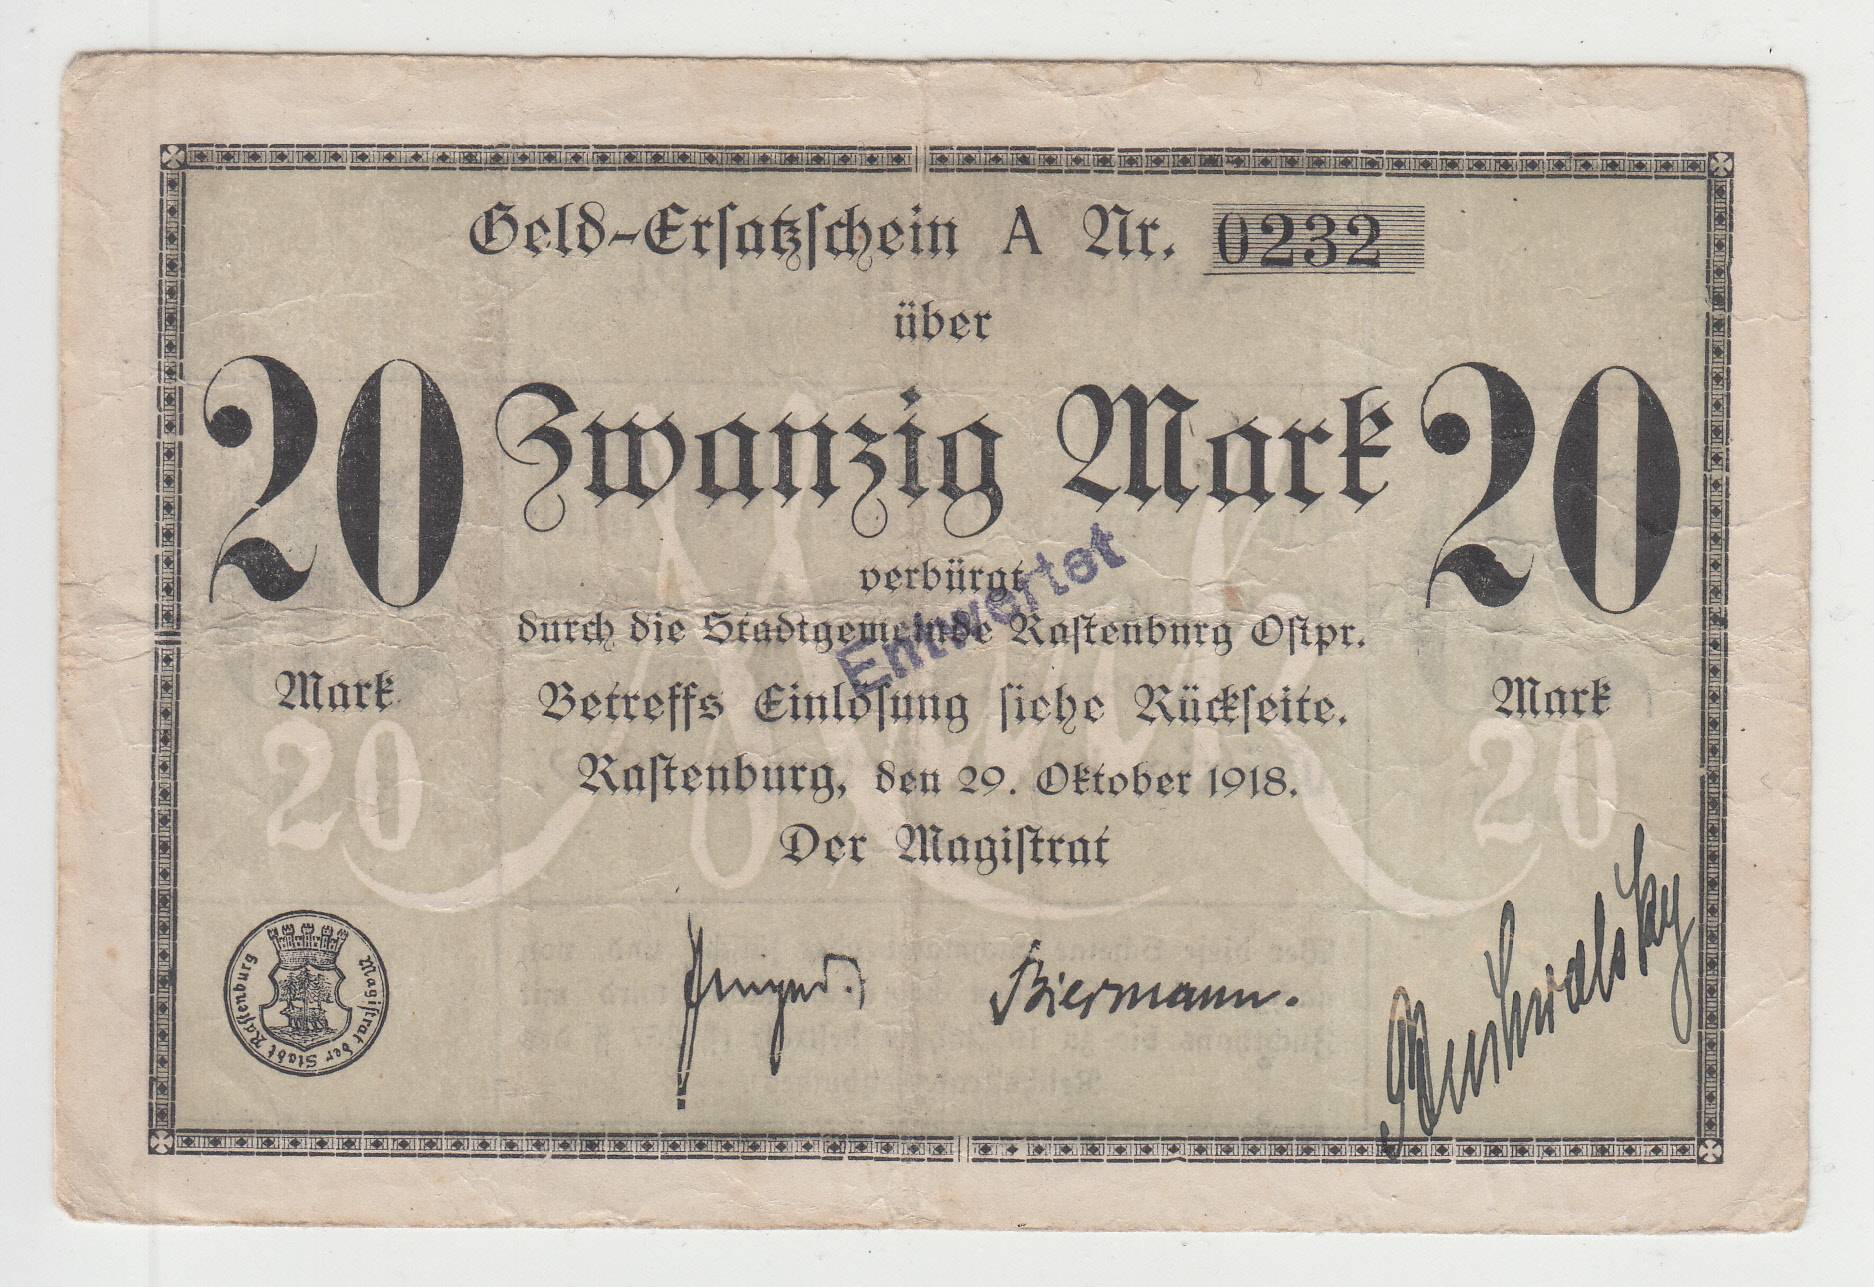 Geld-Ersatzschein A Nr. 0232
über
20 Zwanzig Mark 20
verbürgt
durch die Stadtgemeinde Rastenburg Ostpr.
Entwertet
Mark Betreffs Einlösung siehe Rückseite. Mark
Mark
20 20
Rastenburg, den 29. Oktober 1918.
Der Magistrat
Magistrat der Stadt Rastenburg
Biermann.